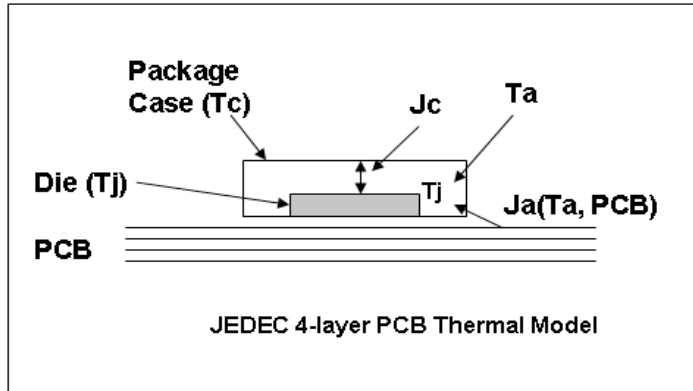 Package
Case (Tc)
Jc
Ta
Die (Tj)
Tj
Ja(Ta, PCB)
PCB
JEDEC 4-layer PCB Thermal Model